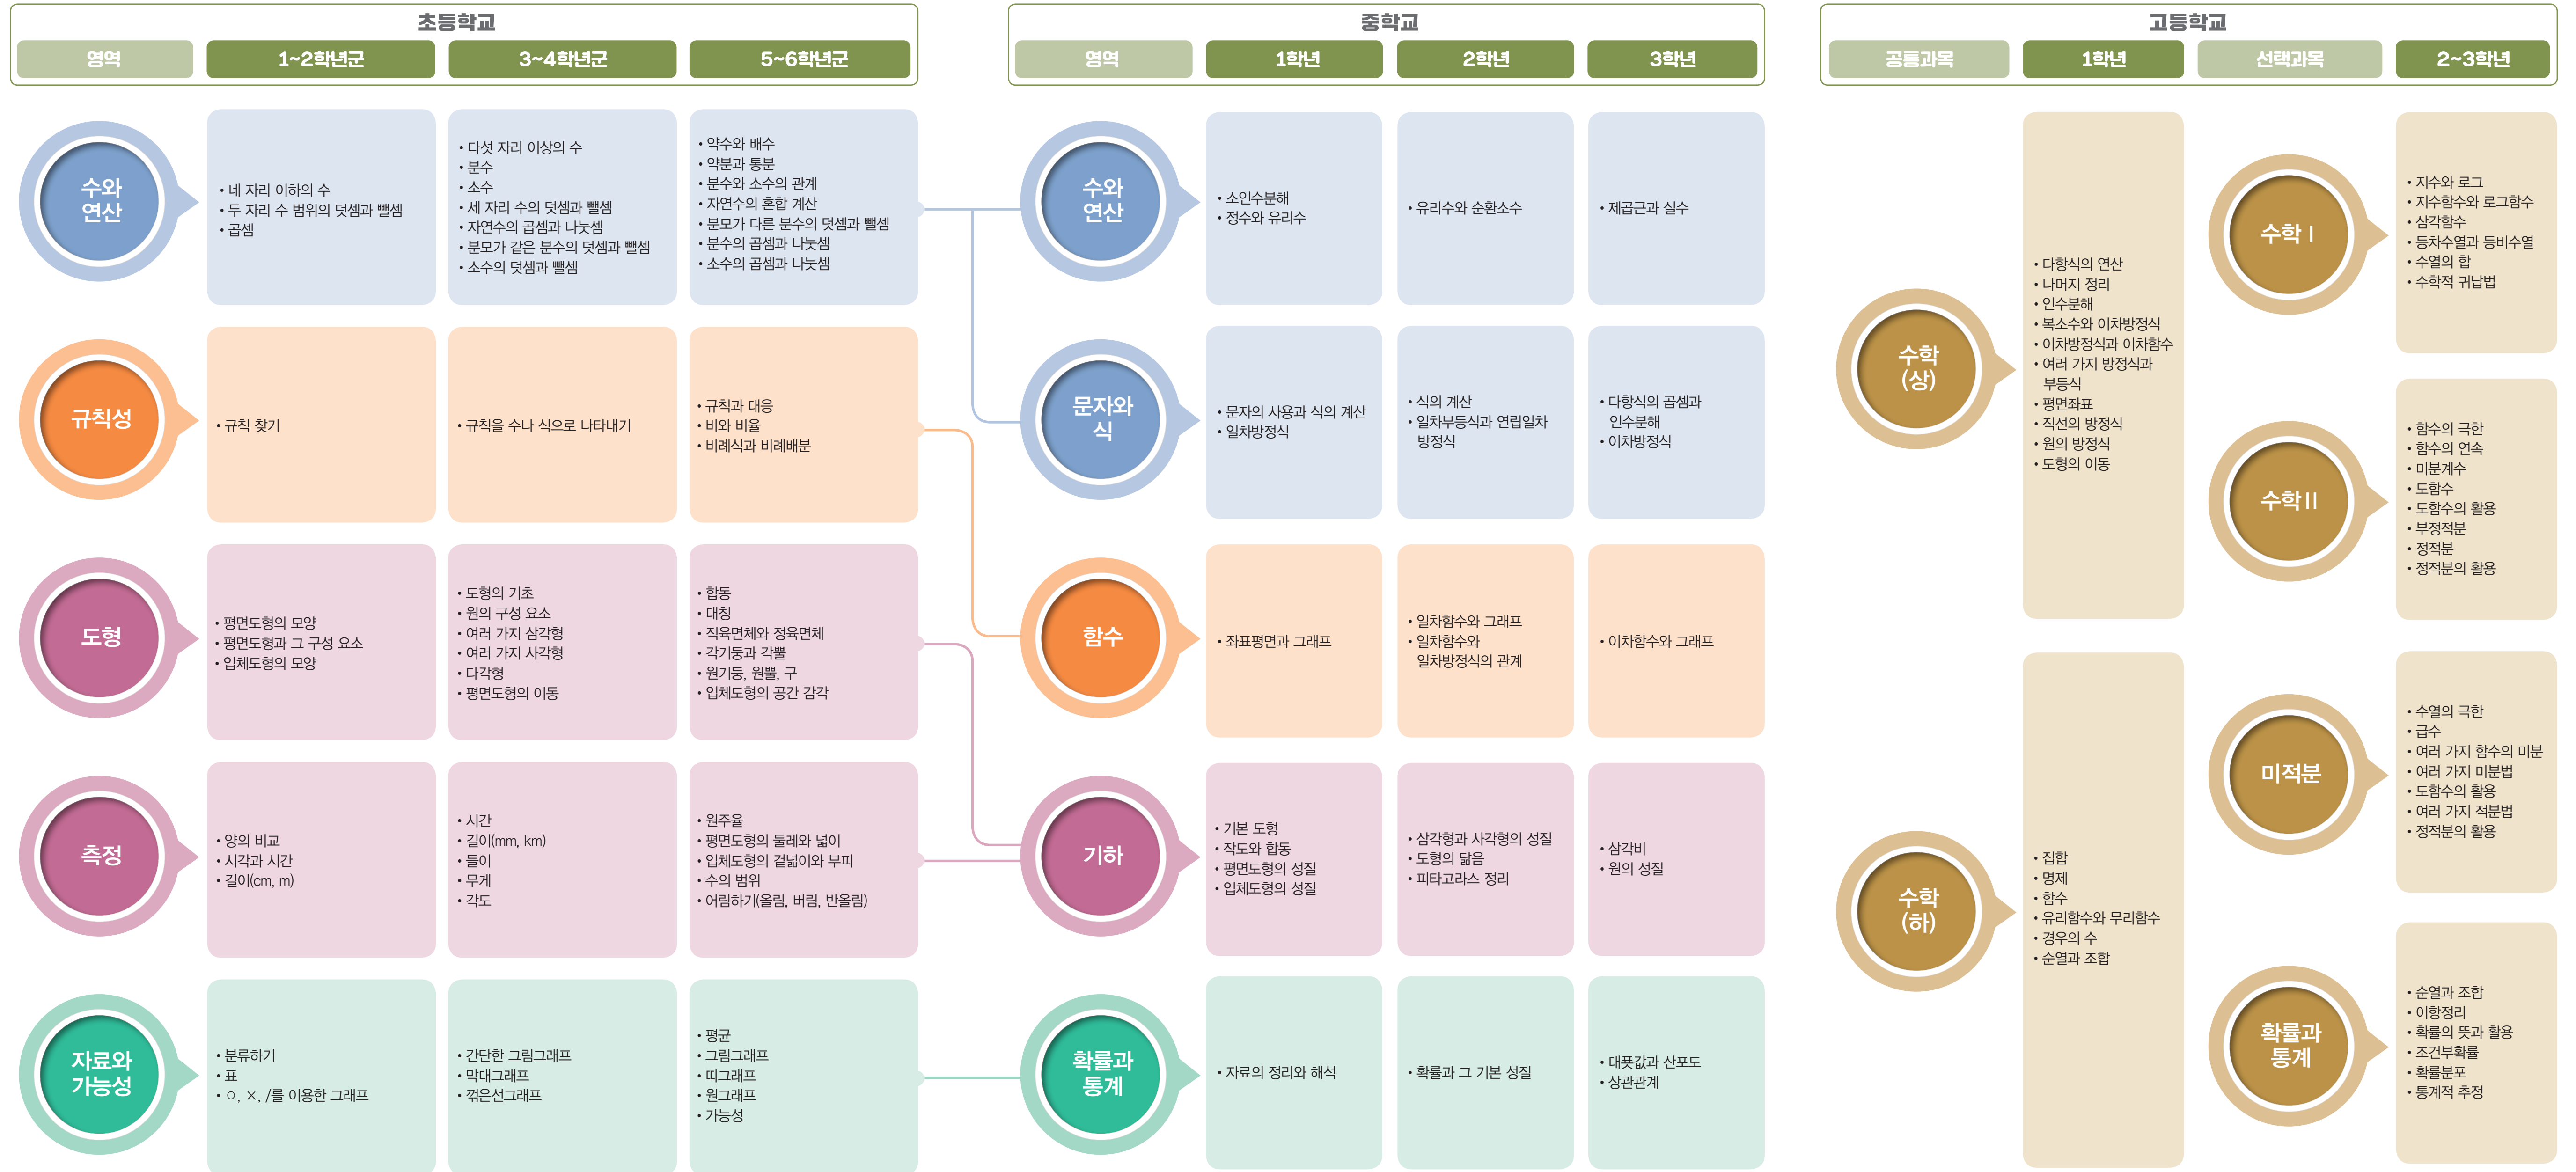 초등학교
영역
1~2학년군
3~4학년군
5~6학년군
수와
연산
• 네 자리 이하의 수
• 두 자리 수 범위의 덧셈과 뺄셈
• 곱셈
• 다섯 자리 이상의 수
• 분수
• 소수
• 세 자리 수의 덧셈과 뺄셈
• 자연수의 곱셈과 나눗셈
• 분모가 같은 분수의 덧셈과 뺄셈
• 소수의 덧셈과 뺄셈
• 약수와 배수
• 약분과 통분
• 분수와 소수의 관계
• 자연수의 혼합 계산
• 분모가 다른 분수의 덧셈과 뺄셈
• 분수의 곱셈과 나눗셈
• 소수의 곱셈과 나눗셈
규칙성
• 규칙 찾기
• 규칙을 수나 식으로 나타내기
• 규칙과 대응
• 비와 비율
• 비례식과 비례배분
도형
• 평면도형의 모양
• 평면도형과 그 구성 요소
• 입체도형의 모양
• 도형의 기초
• 원의 구성 요소
• 여러 가지 삼각형
• 여러 가지 사각형
• 다각형
• 평면도형의 이동
• 합동
• 대칭
• 직육면체와 정육면체
• 각기둥과 각뿔
• 원기둥, 원뿔, 구
• 입체도형의 공간 감각
측정
• 양의 비교
• 시각과 시간
• 길이(cm, m)
• 시간
• 길이(mm, km)
• 들이
• 무게
• 각도
• 원주율
• 평면도형의 둘레와 넓이
• 입체도형의 겉넓이와 부피
• 수의 범위
• 어림하기(올림, 버림, 반올림)
자료와
가능성
• 분류하기
• 표
• ○, ×, /를 이용한 그래프
• 간단한 그림그래프
• 막대그래프
• 꺾은선그래프
• 평균
• 그림그래프
• 띠그래프
• 원그래프
• 가능성
중학교
영역
1학년
2학년
3학년
수와
연산
• 소인수분해
• 정수와 유리수
• 유리수와 순환소수
• 제곱근과 실수
문자와
식
• 문자의 사용과 식의 계산
• 일차방정식
• 식의 계산
• 일차부등식과 연립일차
방정식
• 다항식의 곱셈과
인수분해
• 이차방정식
함수
• 좌표평면과 그래프
• 일차함수와 그래프
• 일차함수와
일차방정식의 관계
• 이차함수와 그래프
기하
• 기본 도형
• 작도와 합동
• 평면도형의 성질
• 입체도형의 성질
• 삼각형과 사각형의 성질
• 도형의 닮음
• 피타고라스 정리
• 삼각비
• 원의 성질
확률과
통계
• 자료의 정리와 해석
• 확률과 그 기본 성질
• 대푯값과 산포도
• 상관관계
고등학교
공통과목
1학년
선택과목
2~3학년
수학
(상)
• 다항식의 연산
• 나머지 정리
• 인수분해
• 복소수와 이차방정식
• 이차방정식과 이차함수
• 여러 가지 방정식과
부등식
• 평면좌표
• 직선의 방정식
• 원의 방정식
• 도형의 이동
수학
(하)
• 집합
• 명제
• 함수
• 유리함수와 무리함수
• 경우의 수
• 순열과 조합
수학Ⅰ
• 지수와 로그
• 지수함수와 로그함수
• 삼각함수
• 등차수열과 등비수열
• 수열의 합
• 수학적 귀납법
수학Ⅱ
• 함수의 극한
• 함수의 연속
• 미분계수
• 도함수
• 도함수의 활용
• 부정적분
• 정적분
• 정적분의 활용
미적분
• 수열의 극한
• 급수
• 여러 가지 함수의 미분
• 여러 가지 미분법
• 도함수의 활용
• 여러 가지 적분법
• 정적분의 활용
확률과
통계
• 순열과 조합
• 이항정리
• 확률의 뜻과 활용
• 조건부확률
• 확률분포
• 통계적 추정